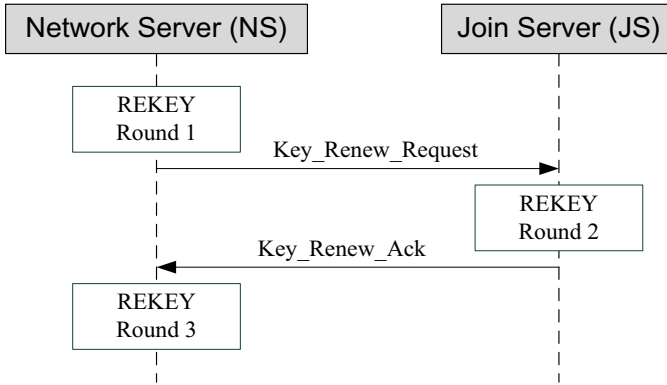 Network Server (NS)
Join Server (JS)
REKEY
Round 1
Key_Renew_Request
REKEY
Round 2
Key_Renew_Ack
REKEY
Round 3